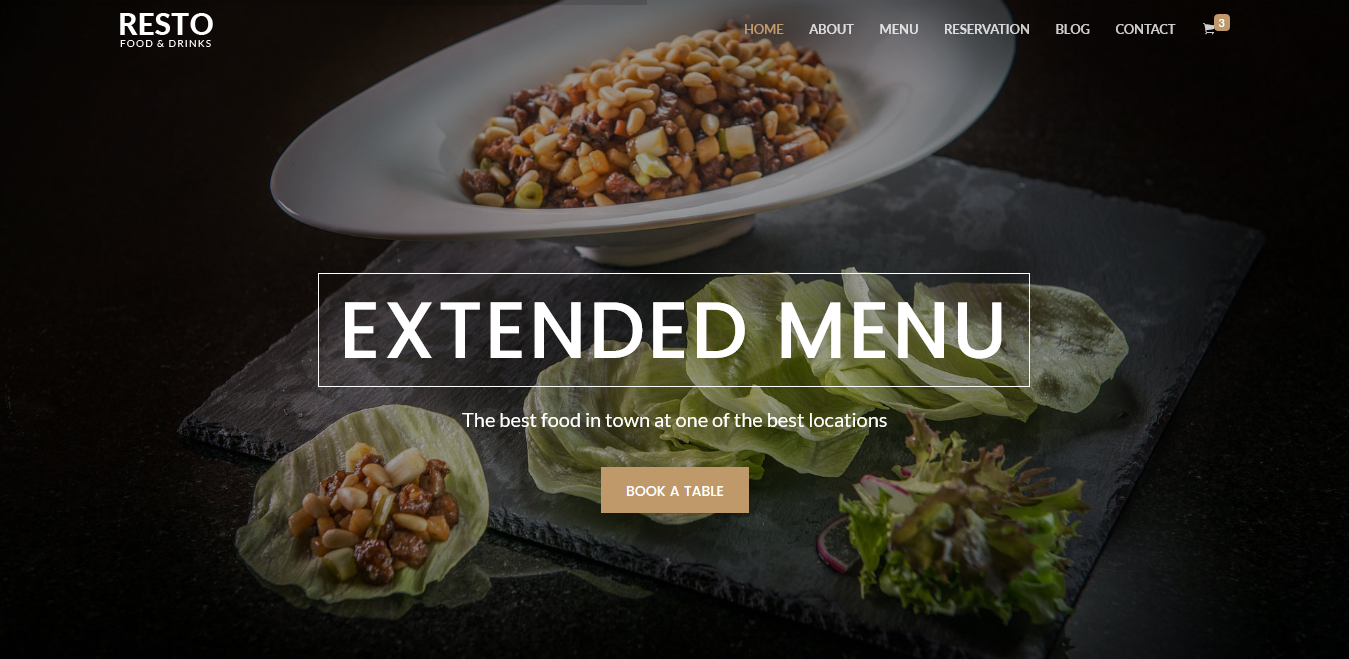 RESTO
FOOD & DRINKS
HOME ABOUT MENU RESERVATION BLOG CONTACT 3
EXTENDED MENU
The best food in town at one of the best locations
BOOK A TABLE